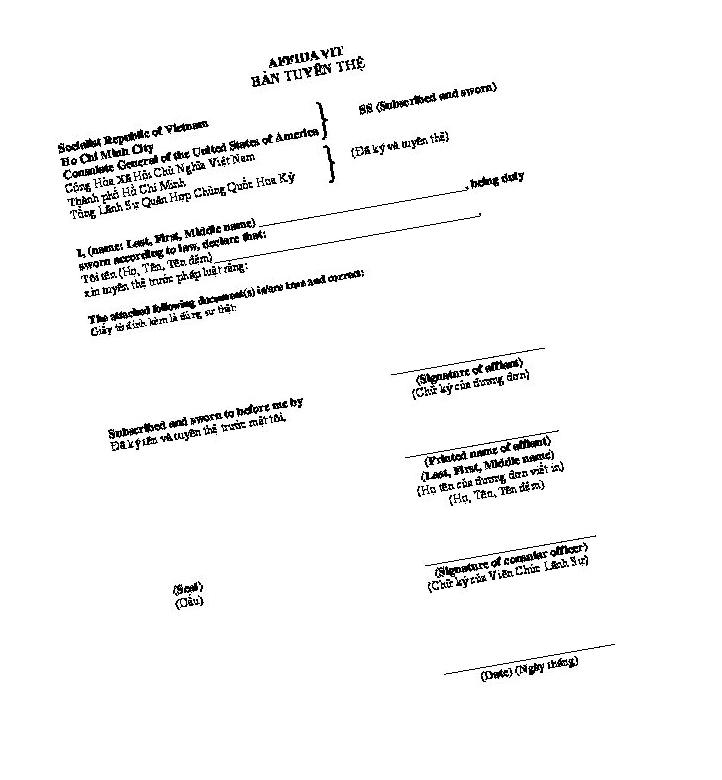 AFFIDAVIT
BẢN TUYÊN THỆ
Socialist Republic of Vietnam
Ho Chi Minh City
Consulate General of the United States of America
SS (Subscribed and sworn)
Cộng Hòa Xã Hội Chủ Nghĩa Việt Nam
Thành phố Hồ Chí Minh
Tổng Lãnh Sự Quán Hợp Chủng Quốc Hoa Kỳ
(Đã ký và tuyên thệ)
I, (name: Last, First, Middle name) ______________________________, being duty
sworn according to law, declare that:
Tôi tên (Họ, Tên, Tên đệm)______________________________,
xin tuyên thệ trước pháp luật rằng:
The attached following document(s) is/are true and correct:
Giấy tờ đính kèm là đúng sự thật:
(Signature of affiant)
(Chữ ký của đương đơn)
Subscribed and sworn to before me by
Đã ký tên và tuyên thệ trước mặt tôi,
(Printed name of affiant)
(Last, First, Middle name)
(Họ tên của đương đơn viết in)
(Họ, Tên, Tên đệm)
(Signature of consular officer)
(Chữ ký của Viên Chức Lãnh Sự)
(Seal)
(Dấu)
(Date) (Ngày tháng)